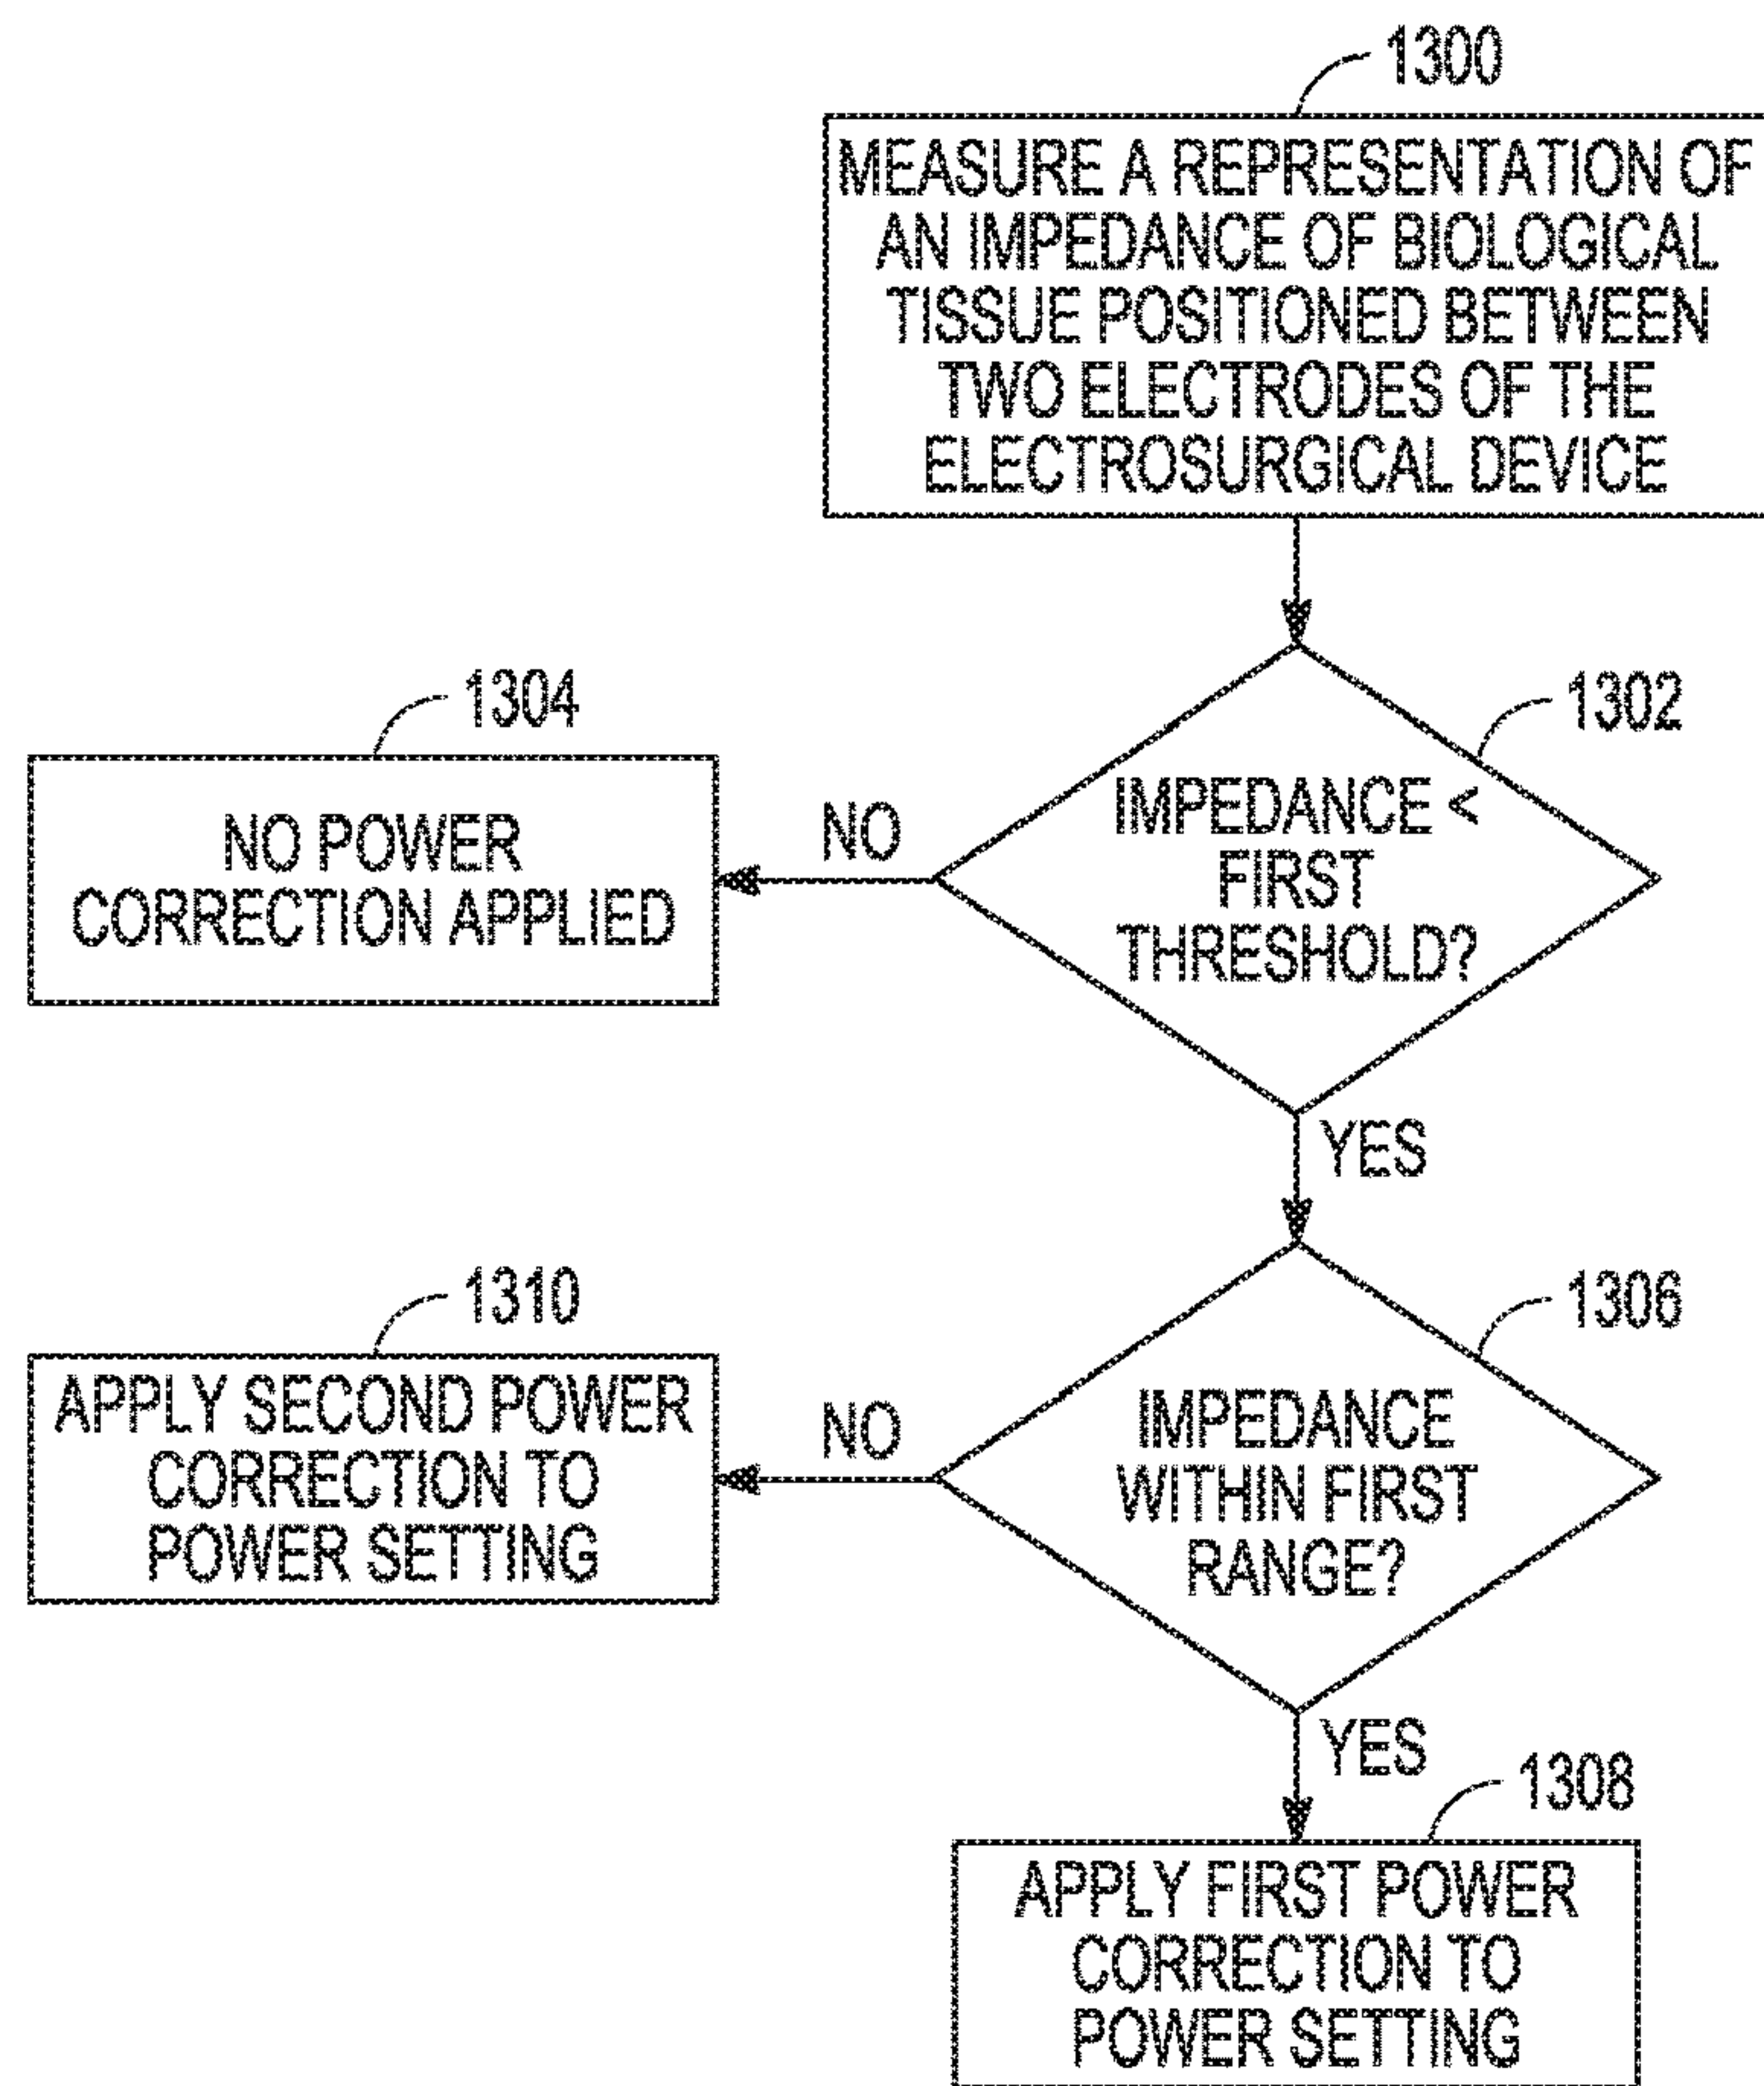 1300
MEASURE A REPRESENTATION OF
AN IMPEDANCE OF BIOLOGICAL
TISSUE POSITIONED BETWEEN
TWO ELECTRODES OF THE
ELECTROSURGICAL DEVICE
1302
IMPEDANCE <
FIRST
THRESHOLD?
NO
1304
NO POWER
CORRECTION APPLIED
YES
1306
IMPEDANCE
WITHIN FIRST
RANGE?
NO
1310
APPLY SECOND POWER
CORRECTION TO
POWER SETTING
YES
1308
APPLY FIRST POWER
CORRECTION TO
POWER SETTING